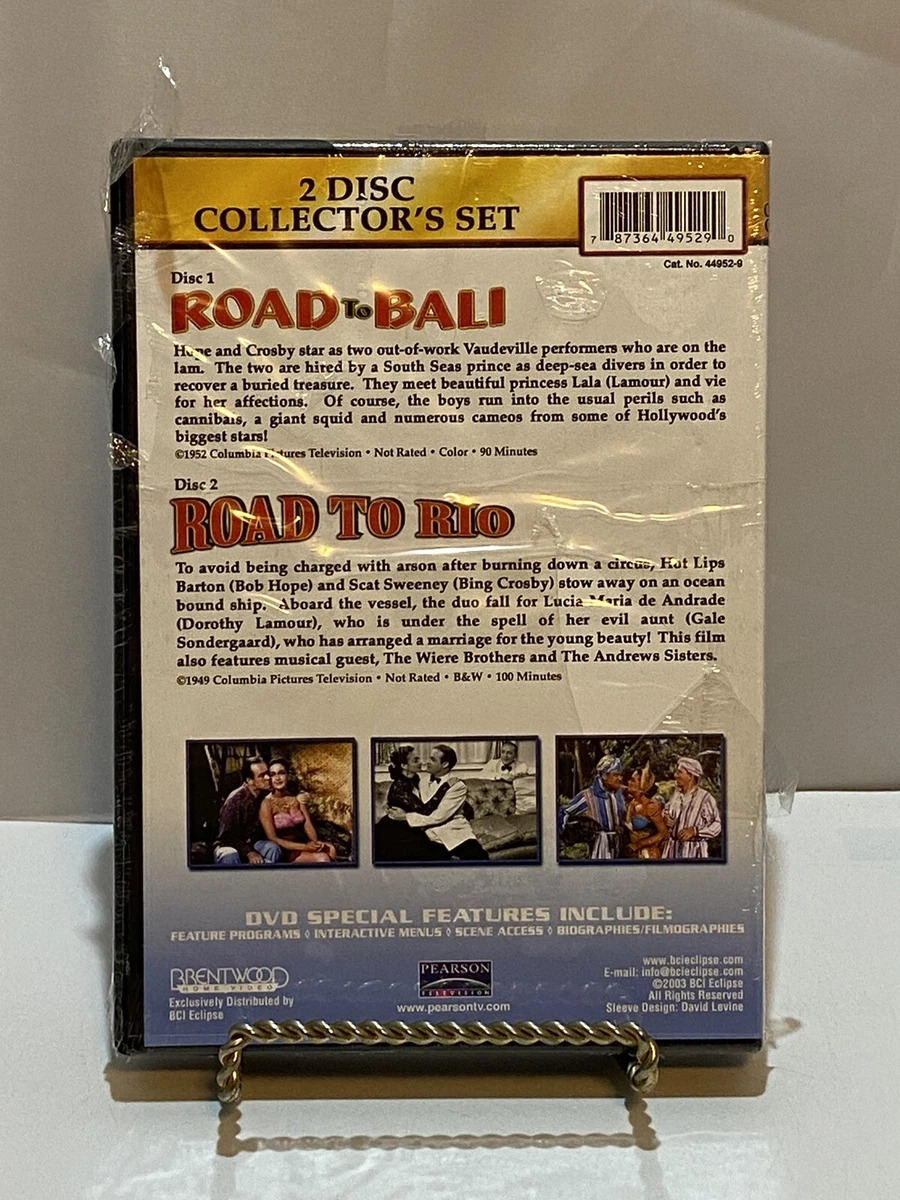 2 DISC
COLLECTOR'S SET
7 87364 49529 0
Cat. No. 44952-9
Disc 1
ROAD To BALI
Hope and Crosby star as two out-of-work Vaudeville performers who are on the
lam. The two are hired by a South Seas prince as deep-sea divers in order to
recover a buried treasure. They meet beautiful princess Lala (Lamour) and vie
for her affections. Of course, the boys run into the usual perils such as
cannibals, a giant squid and numerous cameos from some of Hollywood's
biggest stars!
©1952 Columbia Pictures Television • Not Rated • Color • 90 Minutes
Disc 2
ROAD TO RIO
To avoid being charged with arson after burning down a circus, Hot Lips
Barton (Bob Hope) and Scat Sweeney (Bing Crosby) stow away on an ocean
bound ship. Aboard the vessel, the duo fall for Lucia Maria de Andrade
(Dorothy Lamour), who is under the spell of her evil aunt (Gale
Sondergaard), who has arranged a marriage for the young beauty! This film
also features musical guest, The Wiere Brothers and The Andrews Sisters.
©1949 Columbia Pictures Television • Not Rated • B&W • 100 Minutes
DVD SPECIAL FEATURES INCLUDE:
FEATURE PROGRAMS ◊ INTERACTIVE MENUS ◊ SCENE ACCESS ◊ BIOGRAPHIES/FILMOGRAPHIES
BRENTWOOD
HOME VIDEO
Exclusively Distributed by
BCI Eclipse
PEARSON
TELEVISION
www.pearsontv.com
www.bcieclipse.com
E-mail: info@bcieclipse.com
©2003 BCI Eclipse
All Rights Reserved
Sleeve Design: David Levine